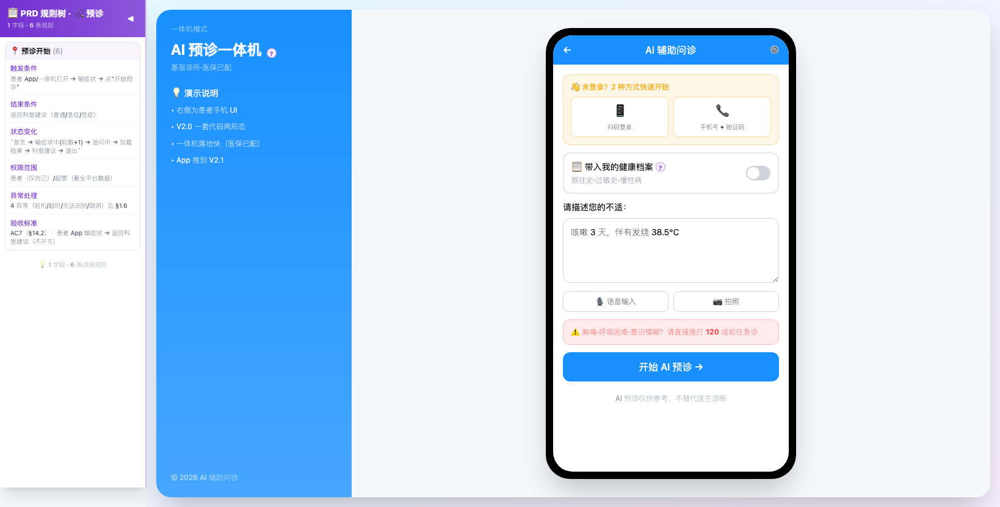 📋 PRD 规则树 · 🩺 预诊
1 字段 · 6 条规则
◀
📍 预诊开始 (6)
触发条件
患者 App/一体机打开 → 输症状 → 点"开始预
诊"
结束条件
返回科室建议（普通/急症/危症）
状态变化
`首页 → 输症状中(轮数+1) → 追问中 → 加载
结果 → 科室建议 → 退出`
权限范围
患者（仅自己）/超管（看全平台数据）
异常处理
4 异常（宕机/超时/无法识别/取消）见 §1.6
验收标准
AC7（§14.2）：患者 App 输症状 → 返回科
室建议（不开方）
💡 1 字段 · 6 条详细规则
一体机模式
AI 预诊一体机 ?
基层诊所·医保已配
💡 演示说明
• 右侧为患者手机 UI
• V2.0 一套代码两形态
• 一体机落地快（医保已配）
• App 推到 V2.1
© 2026 AI 辅助问诊
← AI 辅助问诊 ⚙️
👋 未登录？2 种方式快速开始
📱 扫码登录
📞 手机号 + 验证码
📋 带入我的健康档案 ?
既往史·过敏史·慢性病
请描述您的不适：
咳嗽 3 天，伴有发烧 38.5°C
🎙️ 语音输入
📷 拍照
⚠️ 胸痛·呼吸困难·意识模糊？请直接拨打 120 或前往急诊
开始 AI 预诊 →
AI 预诊仅供参考，不替代医生诊断